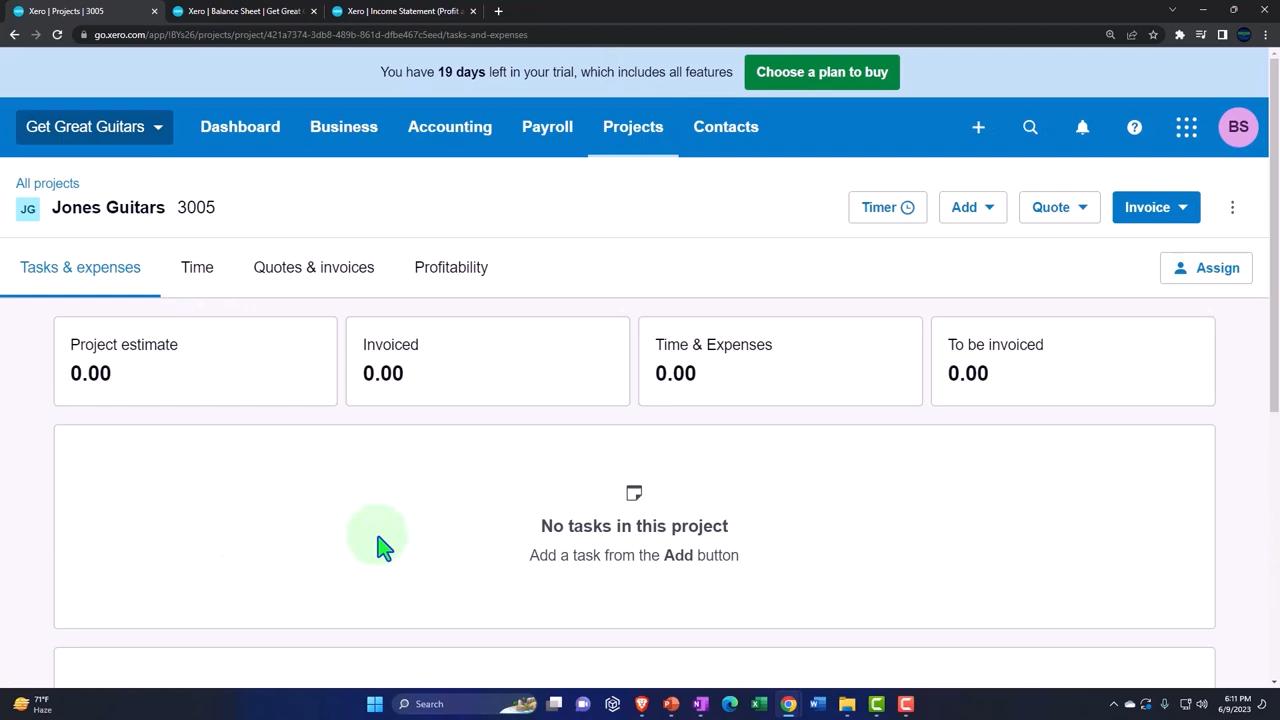 Xero | Projects | 3005
Xero | Balance Sheet | Get Great G
Xero | Income Statement (Profit a
go.xero.com/app/!BYs26/projects/project/421a7374-3db8-489b-861d-dfbe467c5eed/tasks-and-expenses
You have 19 days left in your trial, which includes all features
Choose a plan to buy
Get Great Guitars
Dashboard
Business
Accounting
Payroll
Projects
Contacts
BS
All projects
JG
Jones Guitars 3005
Timer
Add
Quote
Invoice
Tasks & expenses
Time
Quotes & invoices
Profitability
Assign
Project estimate
0.00
Invoiced
0.00
Time & Expenses
0.00
To be invoiced
0.00
No tasks in this project
Add a task from the Add button
71°F
Haze
Search
6:11 PM
6/9/2023